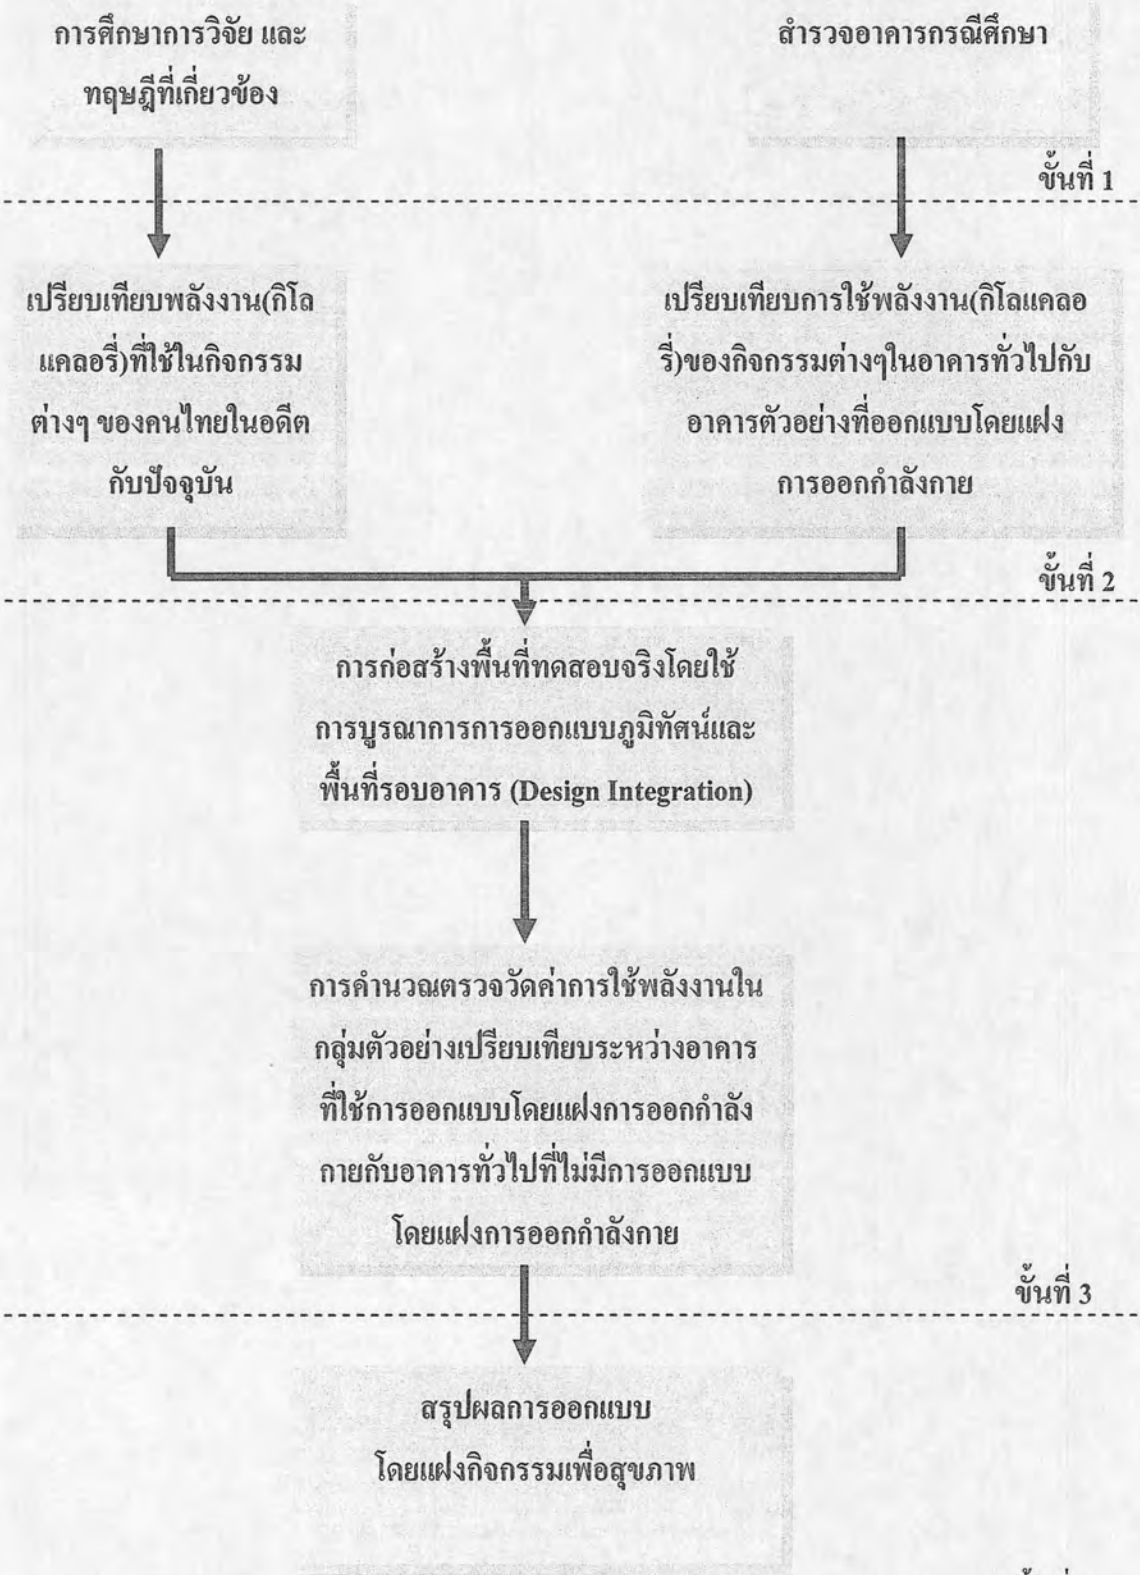 การศึกษาการวิจัย และ
ทฤษฎีที่เกี่ยวข้อง
สำรวจอาคารกรณีศึกษา
ขั้นที่ 1
เปรียบเทียบพลังงาน(กิโล
แคลอรี่)ที่ใช้ในกิจกรรม
ต่างๆ ของคนไทยในอดีต
กับปัจจุบัน
เปรียบเทียบการใช้พลังงาน(กิโลแคลอ
รี่)ของกิจกรรมต่างๆในอาคารทั่วไปกับ
อาคารตัวอย่างที่ออกแบบโดยแฝง
การออกกำลังกาย
ขั้นที่ 2
การก่อสร้างพื้นที่ทดสอบจริงโดยใช้
การบูรณาการการออกแบบภูมิทัศน์และ
พื้นที่รอบอาคาร (Design Integration)
การคำนวณตรวจวัดค่าการใช้พลังงานใน
กลุ่มตัวอย่างเปรียบเทียบระหว่างอาคาร
ที่ใช้การออกแบบโดยแฝงการออกกำลัง
กายกับอาคารทั่วไปที่ไม่มีการออกแบบ
โดยแฝงการออกกำลังกาย
ขั้นที่ 3
สรุปผลการออกแบบ
โดยแฝงกิจกรรมเพื่อสุขภาพ